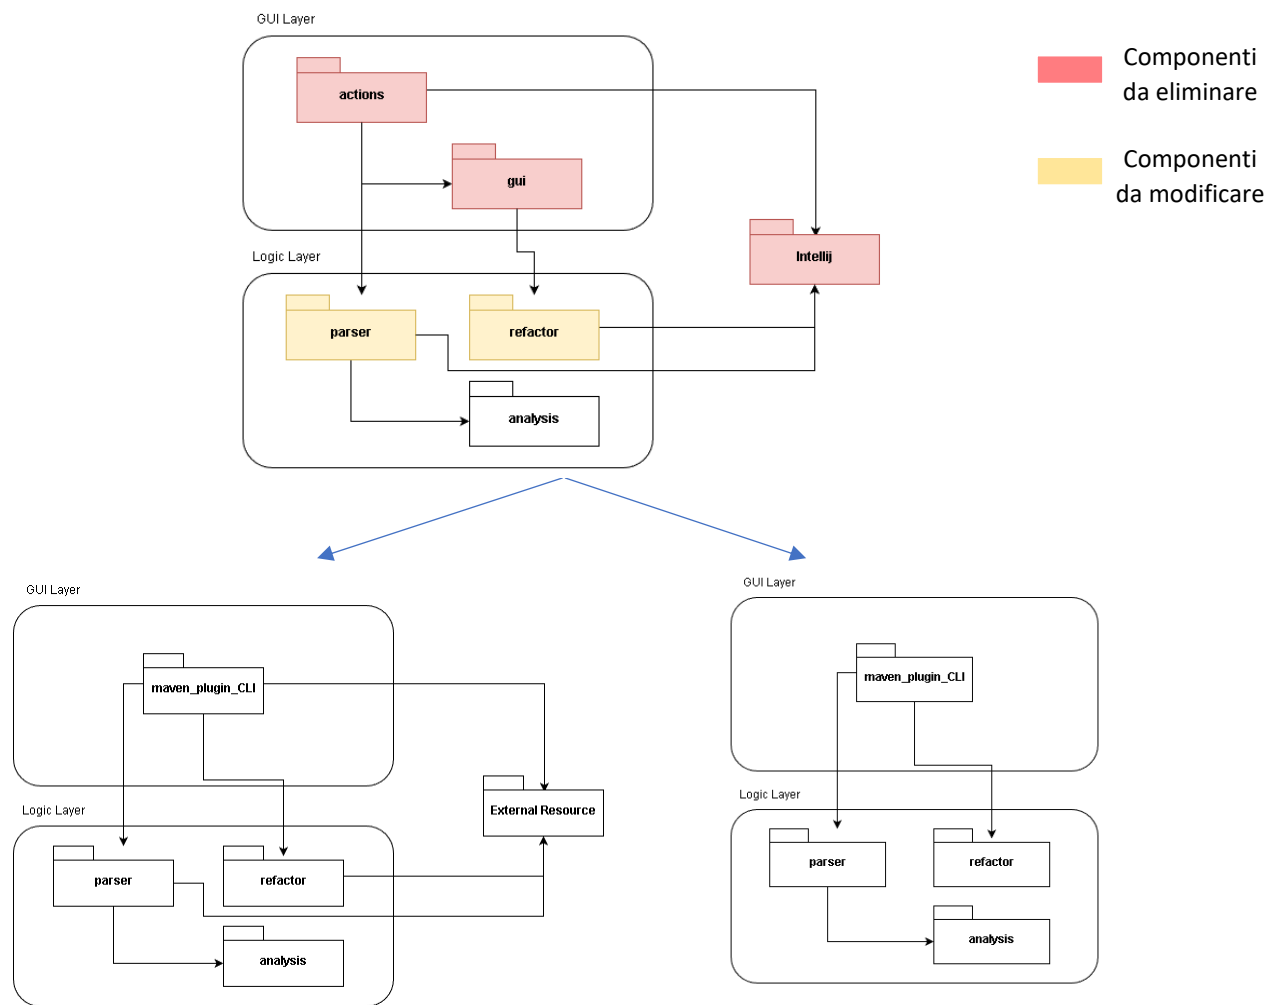 GUI Layer
actions
gui
Componenti
da eliminare
Componenti
da modificare
Intellij
Logic Layer
parser
refactor
analysis
GUI Layer
maven_plugin_CLI
External Resource
Logic Layer
parser
refactor
analysis
GUI Layer
maven_plugin_CLI
Logic Layer
parser
refactor
analysis